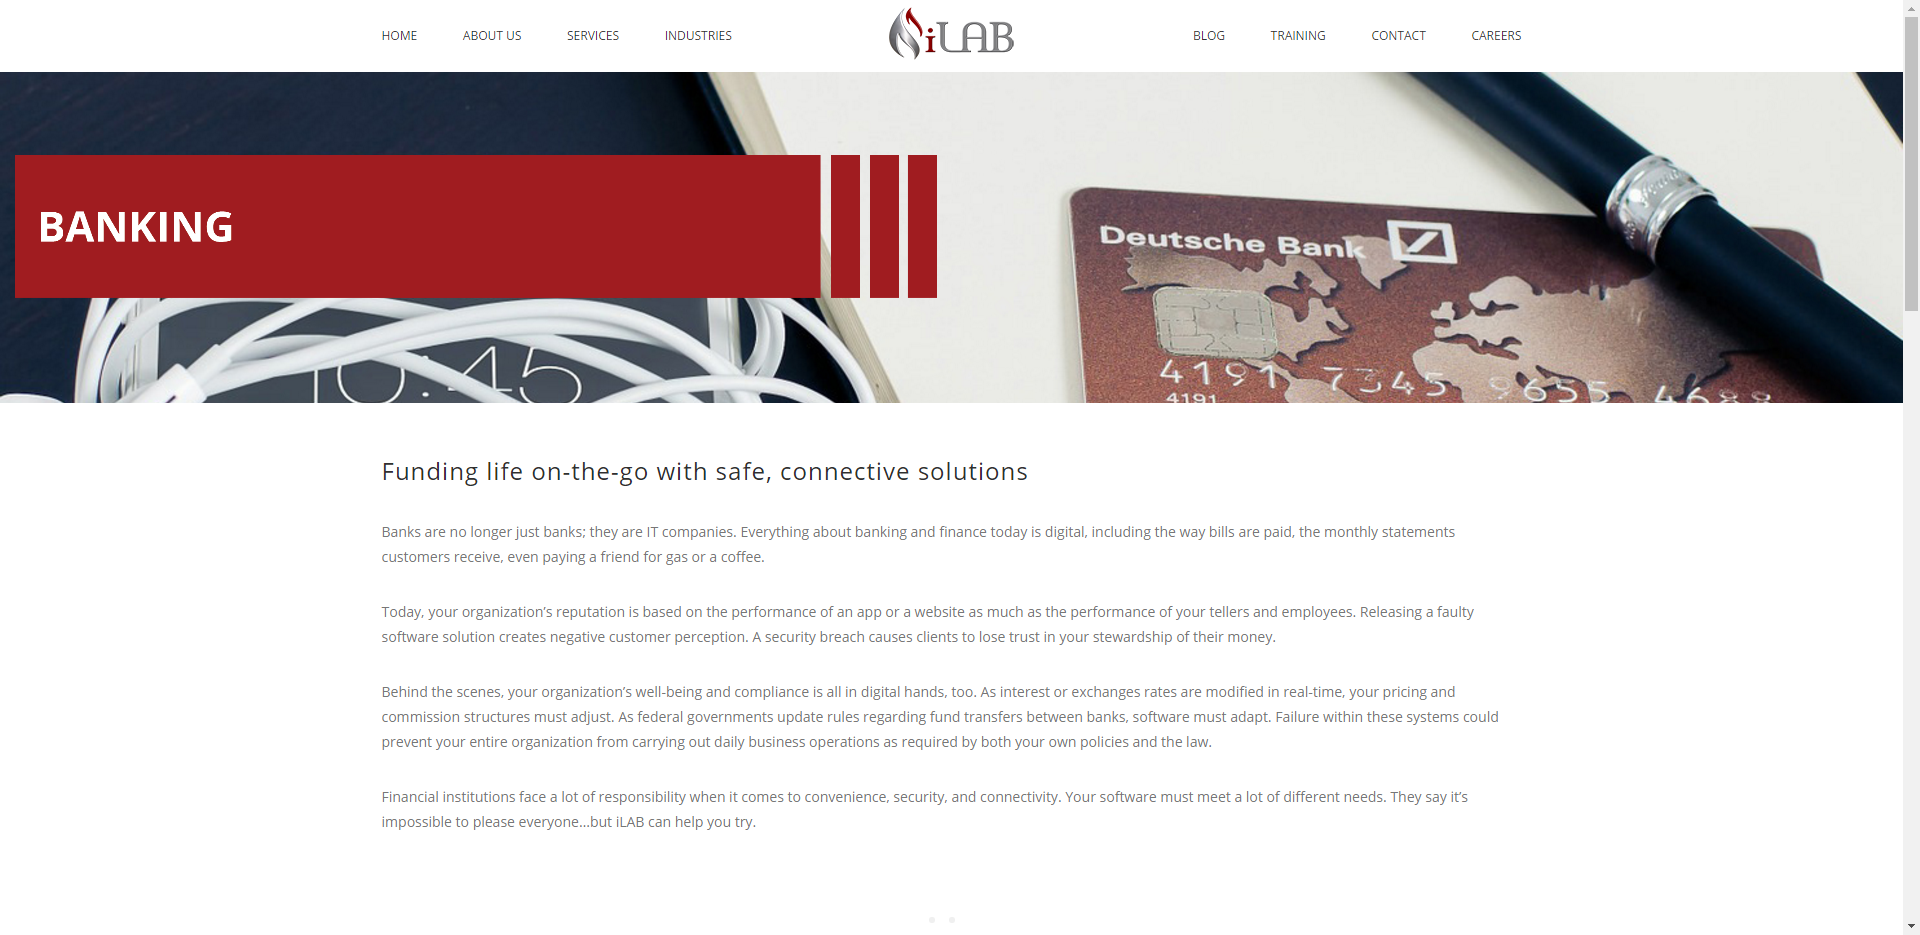 HOME ABOUT US SERVICES INDUSTRIES iLAB BLOG TRAINING CONTACT CAREERS
BANKING
Deutsche Bank
10:45
4191 7345 9655 4688
4191
Funding life on-the-go with safe, connective solutions
Banks are no longer just banks; they are IT companies. Everything about banking and finance today is digital, including the way bills are paid, the monthly statements
customers receive, even paying a friend for gas or a coffee.
Today, your organization’s reputation is based on the performance of an app or a website as much as the performance of your tellers and employees. Releasing a faulty
software solution creates negative customer perception. A security breach causes clients to lose trust in your stewardship of their money.
Behind the scenes, your organization’s well-being and compliance is all in digital hands, too. As interest or exchanges rates are modified in real-time, your pricing and
commission structures must adjust. As federal governments update rules regarding fund transfers between banks, software must adapt. Failure within these systems could
prevent your entire organization from carrying out daily business operations as required by both your own policies and the law.
Financial institutions face a lot of responsibility when it comes to convenience, security, and connectivity. Your software must meet a lot of different needs. They say it’s
impossible to please everyone…but iLAB can help you try.